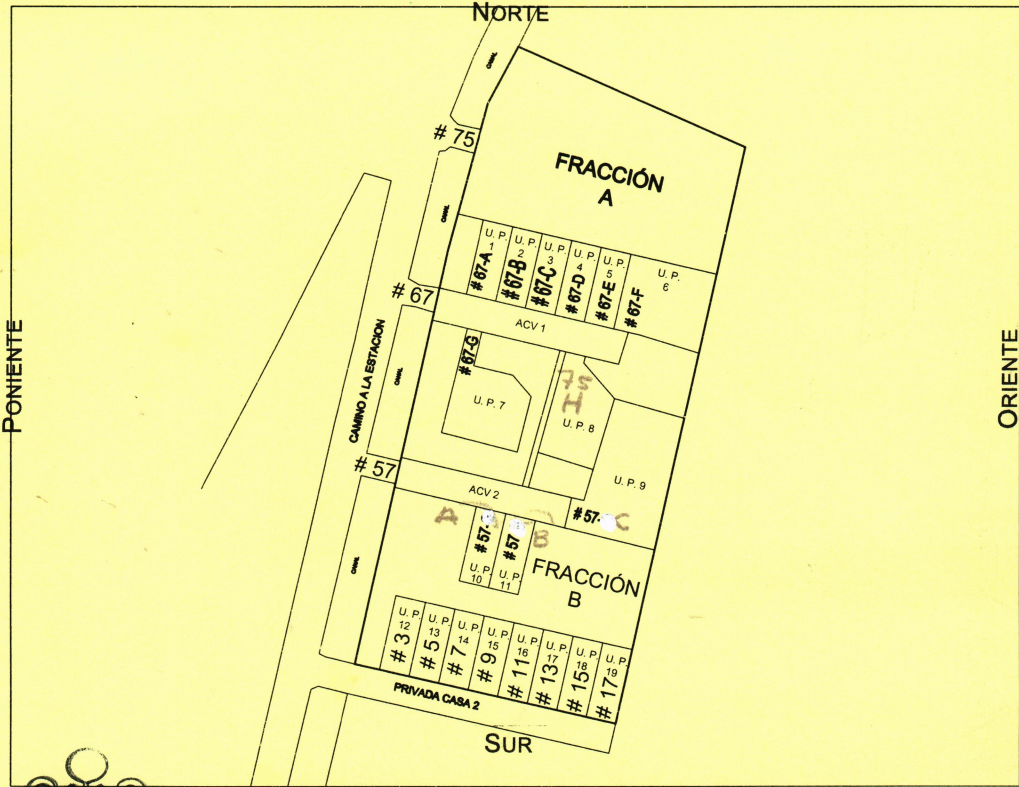 NORTE
CANAL
# 75
FRACCIÓN
A
CANAL
U. P.
1
# 67-A
U. P.
2
# 67-B
U. P.
3
# 67-C
U. P.
4
# 67-D
U. P.
5
# 67-E
U. P.
6
# 67-F
# 67
ACV 1
PONIENTE
ORIENTE
CAMINO A LA ESTACION
CANAL
# 67-G
U. P. 7
75
H
U. P. 8
# 57
ACV 2
U. P. 9
A
# 57-
U. P.
10
# 57
U. P.
11
B
# 57-
C
CANAL
FRACCIÓN
B
U. P.
12
# 3
U. P.
13
# 5
U. P.
14
# 7
U. P.
15
# 9
U. P.
16
# 11
U. P.
17
# 13
U. P.
18
# 15
U. P.
19
# 17
PRIVADA CASA 2
SUR